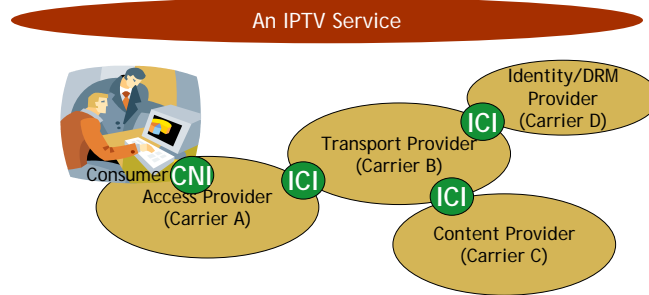 An IPTV Service
Identity/DRM
Provider
(Carrier D)
ICI
Transport Provider
(Carrier B)
Consumer
CNI
ICI
ICI
Access Provider
(Carrier A)
Content Provider
(Carrier C)